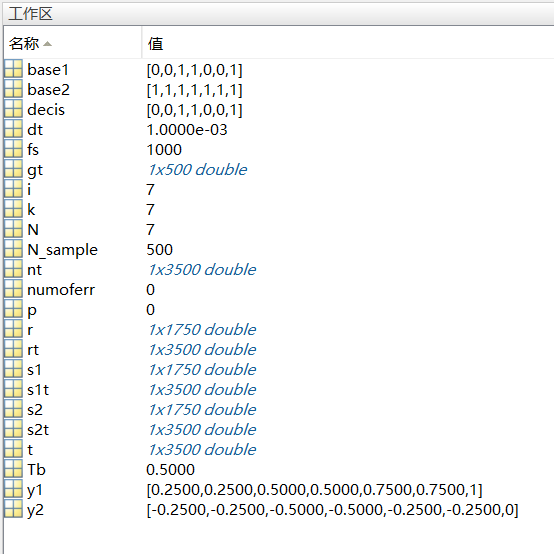 工作区
名称 值
base1 [0,0,1,1,0,0,1]
base2 [1,1,1,1,1,1,1]
decis [0,0,1,1,0,0,1]
dt 1.0000e-03
fs 1000
gt 1x500 double
i 7
k 7
N 7
N_sample 500
nt 1x3500 double
numoferr 0
p 0
r 1x1750 double
rt 1x3500 double
s1 1x1750 double
s1t 1x3500 double
s2 1x1750 double
s2t 1x3500 double
t 1x3500 double
Tb 0.5000
y1 [0.2500,0.2500,0.5000,0.5000,0.7500,0.7500,1]
y2 [-0.2500,-0.2500,-0.5000,-0.5000,-0.2500,-0.2500,0]